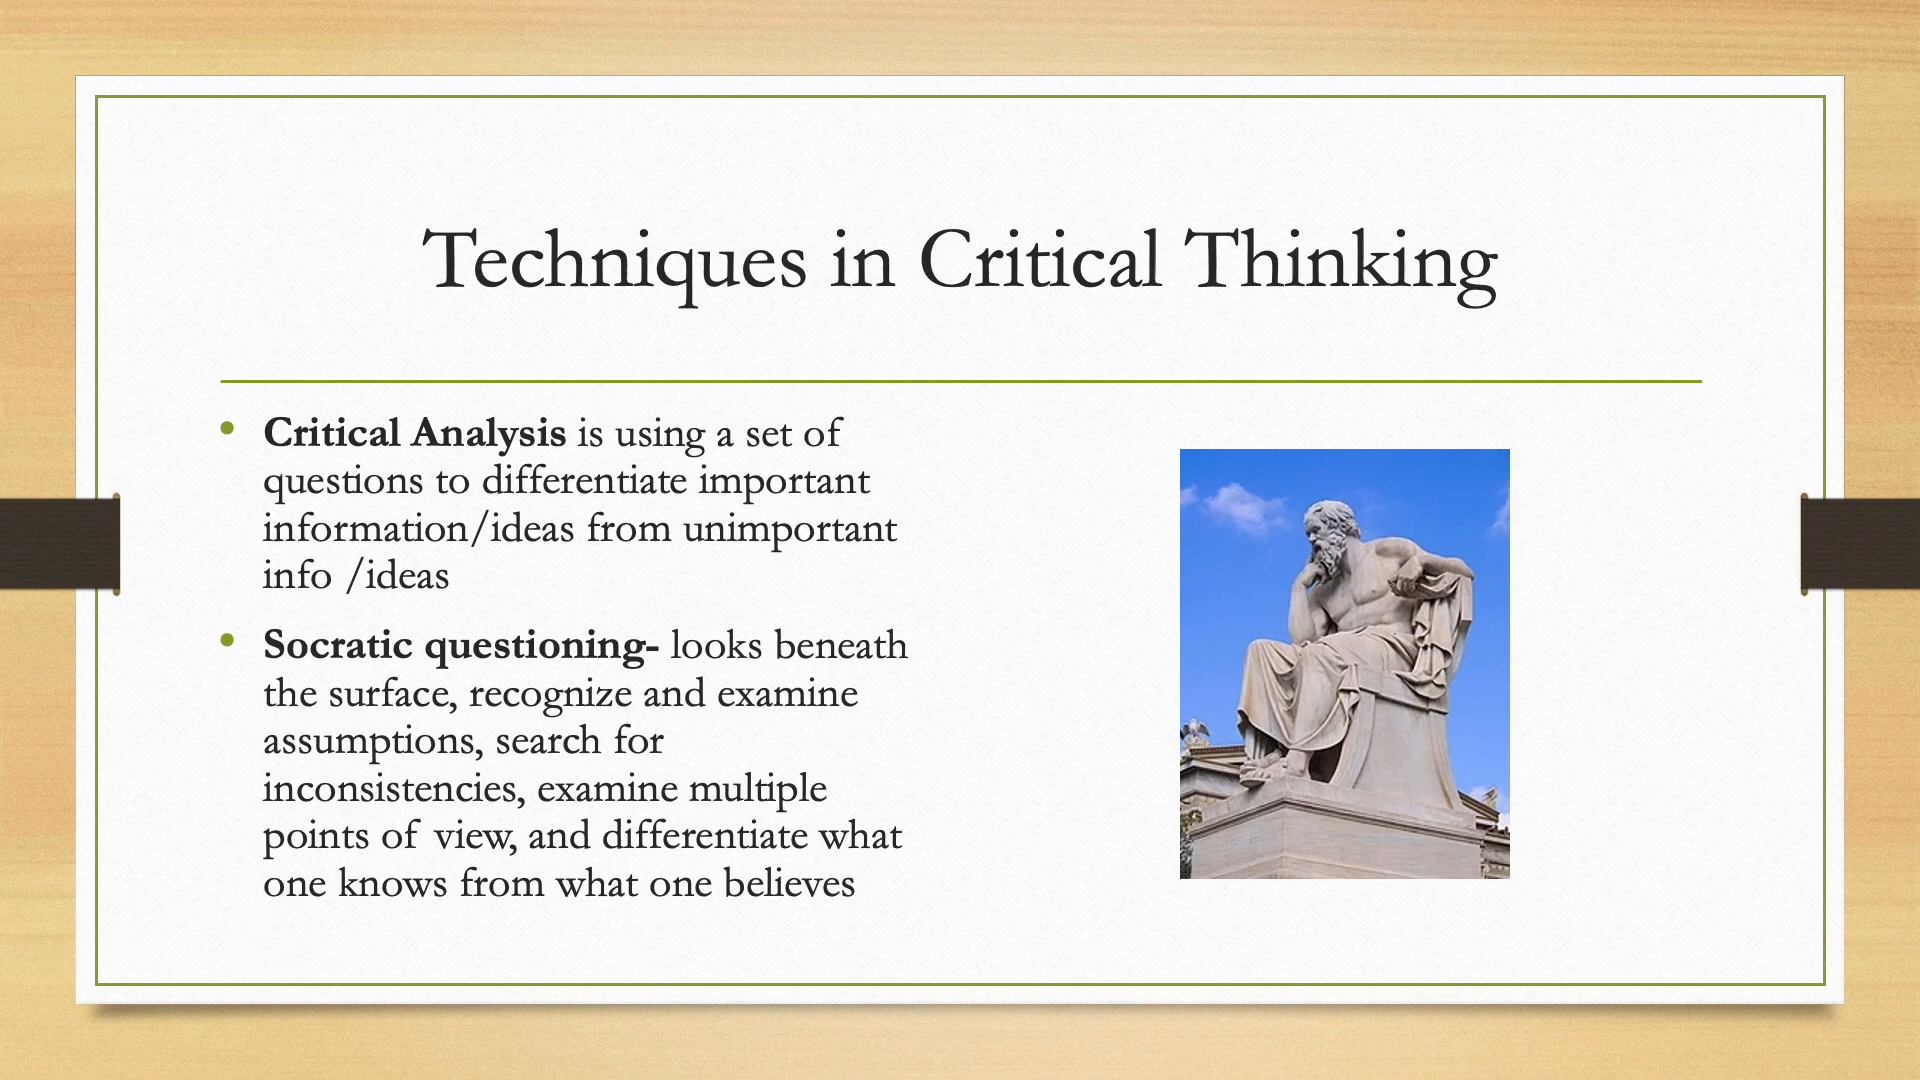 Techniques in Critical Thinking
• Critical Analysis is using a set of
questions to differentiate important
information/ideas from unimportant
info /ideas
• Socratic questioning- looks beneath
the surface, recognize and examine
assumptions, search for
inconsistencies, examine multiple
points of view, and differentiate what
one knows from what one believes